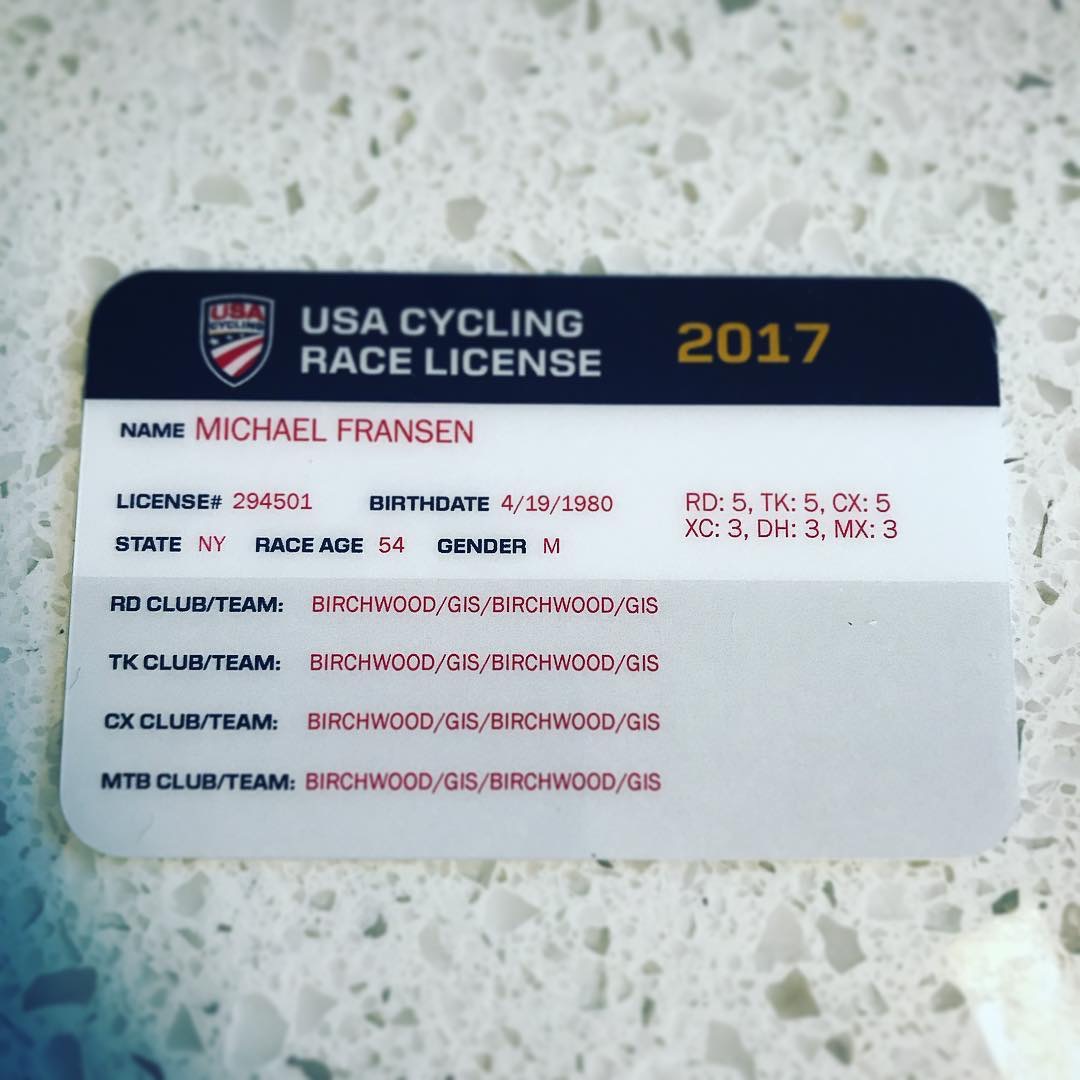 USA CYCLING
USA CYCLING
RACE LICENSE
2017
NAME MICHAEL FRANSEN
LICENSE# 294501 BIRTHDATE 4/19/1980 RD: 5, TK: 5, CX: 5
XC: 3, DH: 3, MX: 3
STATE NY RACE AGE 54 GENDER M
RD CLUB/TEAM: BIRCHWOOD/GIS/BIRCHWOOD/GIS
TK CLUB/TEAM: BIRCHWOOD/GIS/BIRCHWOOD/GIS
CX CLUB/TEAM: BIRCHWOOD/GIS/BIRCHWOOD/GIS
MTB CLUB/TEAM: BIRCHWOOD/GIS/BIRCHWOOD/GIS